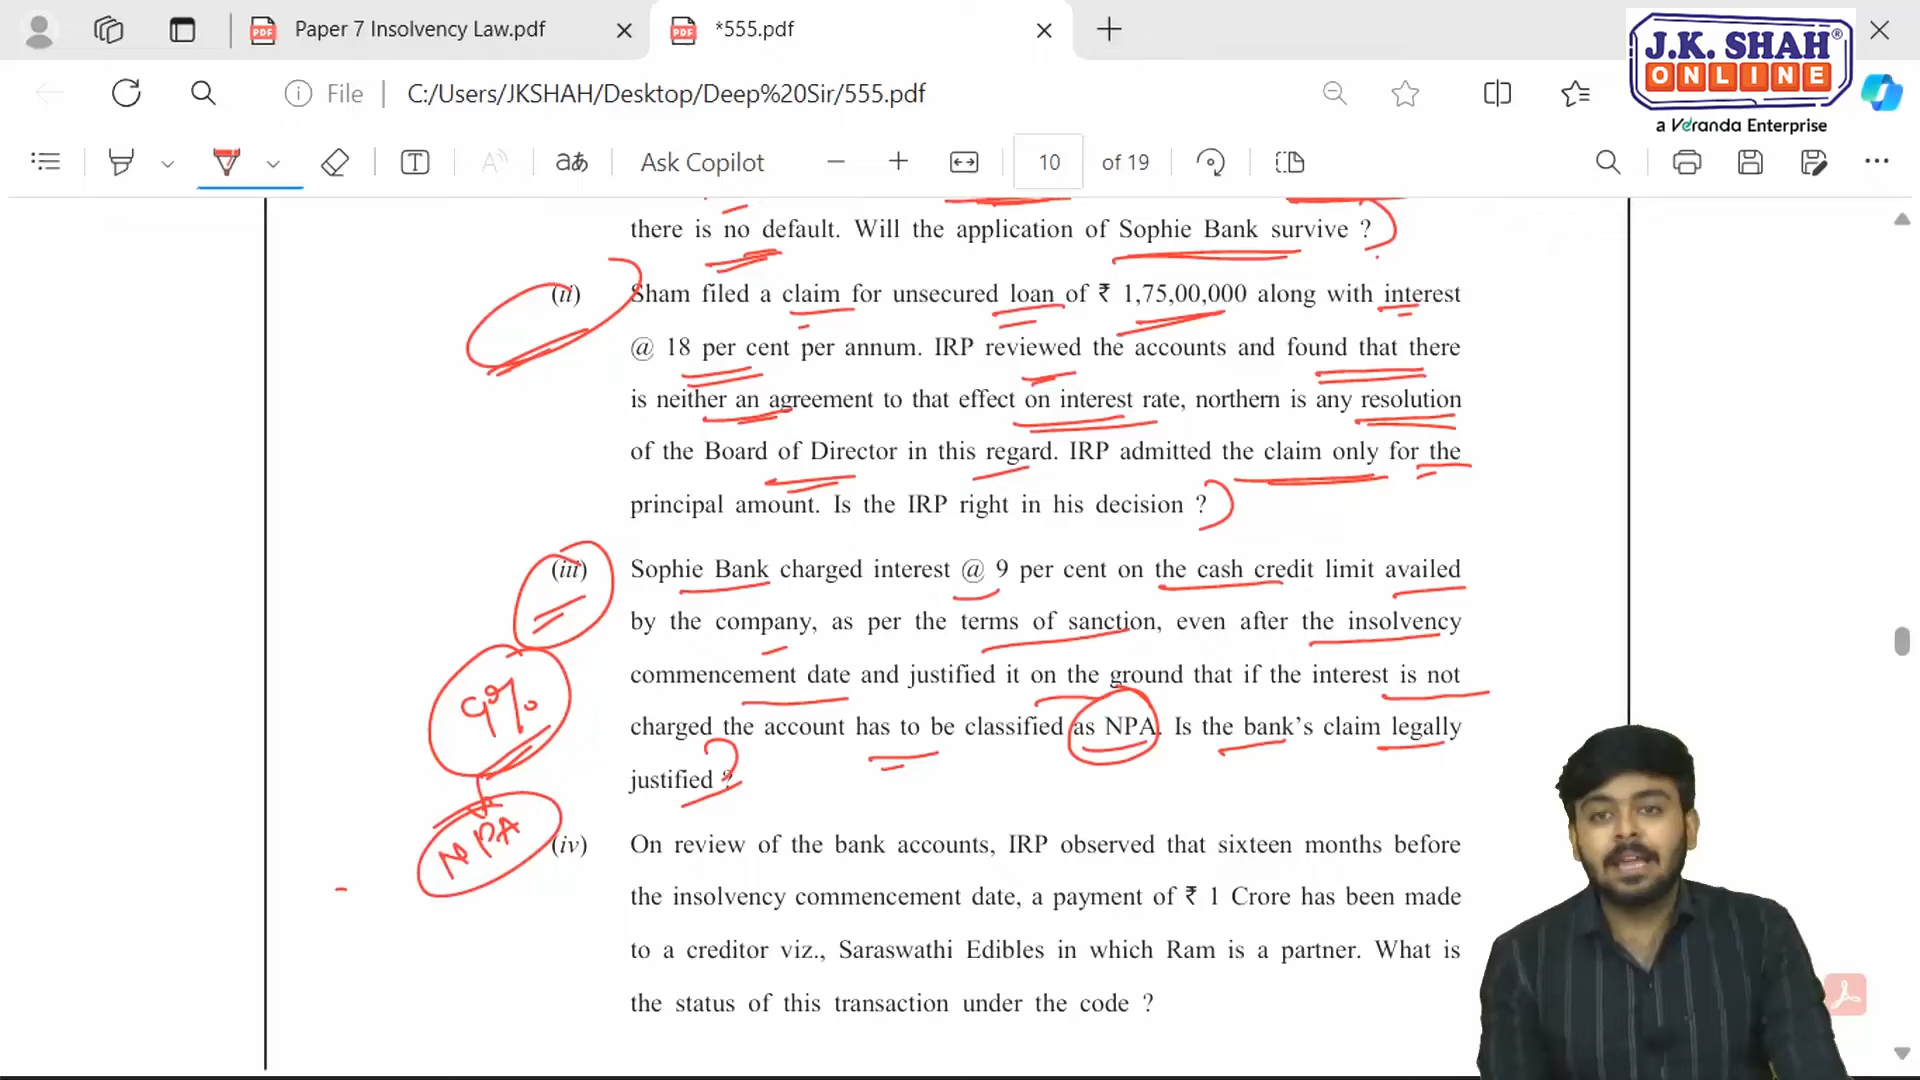 Paper 7 Insolvency Law.pdf
*555.pdf
J.K. SHAH®
ONLINE
a Veranda Enterprise
File
C:/Users/JKSHAH/Desktop/Deep%20Sir/555.pdf
aあ
Ask Copilot
10 of 19
there is no default. Will the application of Sophie Bank survive ?
(ii) Sham filed a claim for unsecured loan of ₹ 1,75,00,000 along with interest
@ 18 per cent per annum. IRP reviewed the accounts and found that there
is neither an agreement to that effect on interest rate, northern is any resolution
of the Board of Director in this regard. IRP admitted the claim only for the
principal amount. Is the IRP right in his decision ?
(iii) Sophie Bank charged interest @ 9 per cent on the cash credit limit availed
by the company, as per the terms of sanction, even after the insolvency
commencement date and justified it on the ground that if the interest is not
9%
charged the account has to be classified as NPA. Is the bank's claim legally
justified ?
NPA
(iv) On review of the bank accounts, IRP observed that sixteen months before
the insolvency commencement date, a payment of ₹ 1 Crore has been made
to a creditor viz., Saraswathi Edibles in which Ram is a partner. What is
the status of this transaction under the code ?